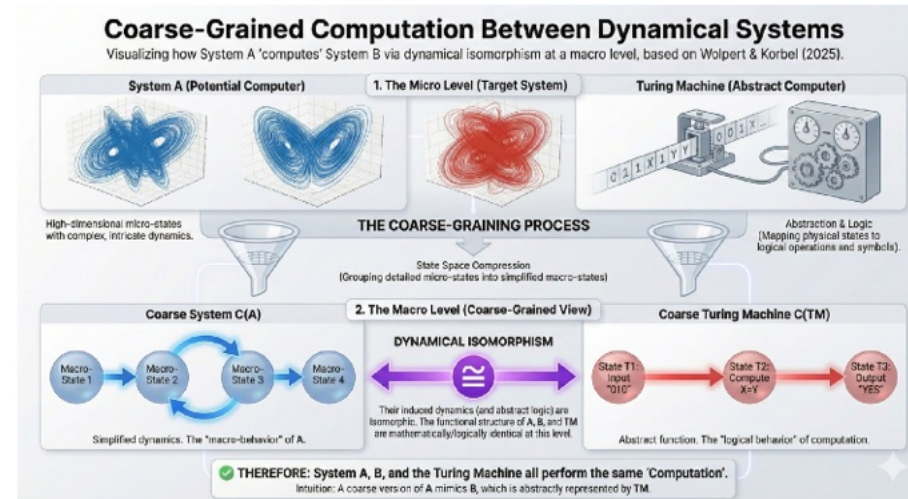 Coarse-Grained Computation Between Dynamical Systems
Visualizing how System A 'computes' System B via dynamical isomorphism at a macro level, based on Wolpert & Korbel (2025).
System A (Potential Computer)
1. The Micro Level (Target System)
Turing Machine (Abstract Computer)
0 1 1 X 1 Y Y
0 0 1 X
High-dimensional micro-states
with complex, intricate dynamics.
THE COARSE-GRAINING PROCESS
State Space Compression
(Grouping detailed micro-states into simplified macro-states)
Abstraction & Logic
(Mapping physical states to
logical operations and symbols).
2. The Macro Level (Coarse-Grained View)
Coarse System C(A)
Macro-
State 1
Macro-
State 2
Macro-
State 3
Macro-
State 4
Simplified dynamics. The "macro-behavior" of A.
DYNAMICAL ISOMORPHISM
≅
Their induced dynamics (and abstract logic) are
Isomorphic. The functional structure of A, B, and TM
are mathematically/logically identical at this level.
Coarse Turing Machine C(TM)
State T1:
Input
"010"
State T2:
Compute
X=Y
State T3:
Output
"YES"
Abstract function. The "logical behavior" of computation.
THEREFORE: System A, B, and the Turing Machine all perform the same 'Computation'.
Intuition: A coarse version of A mimics B, which is abstractly represented by TM.